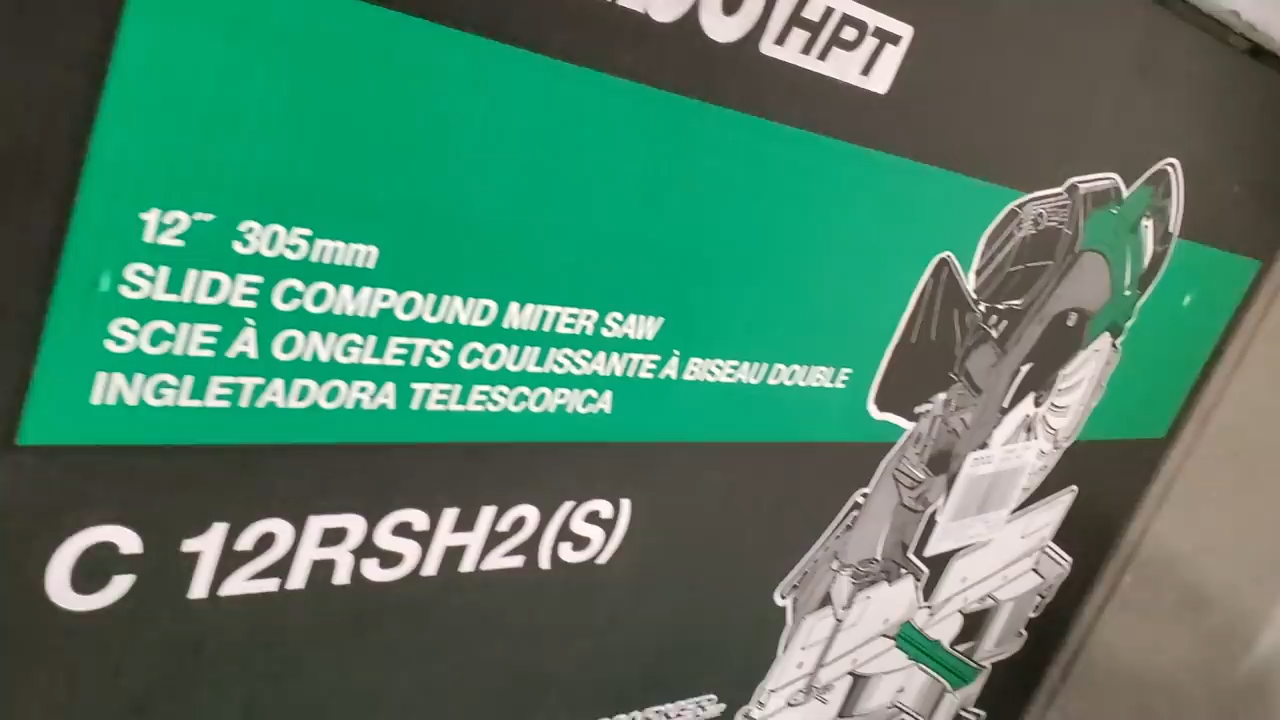 HPT
12" 305mm
SLIDE COMPOUND MITER SAW
SCIE À ONGLETS COULISSANTE À BISEAU DOUBLE
INGLETADORA TELESCOPICA
C 12RSH2(S)